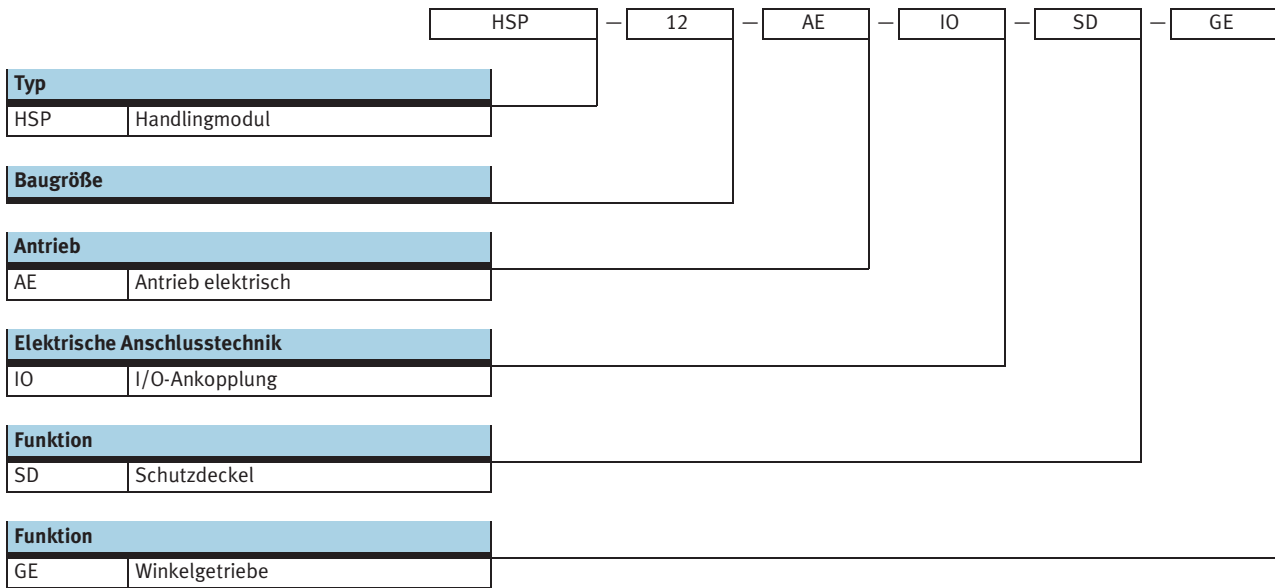 HSP — 12 — AE — IO — SD — GE
Typ
HSP Handlingmodul
Baugröße
Antrieb
AE Antrieb elektrisch
Elektrische Anschlusstechnik
IO I/O-Ankopplung
Funktion
SD Schutzdeckel
Funktion
GE Winkelgetriebe